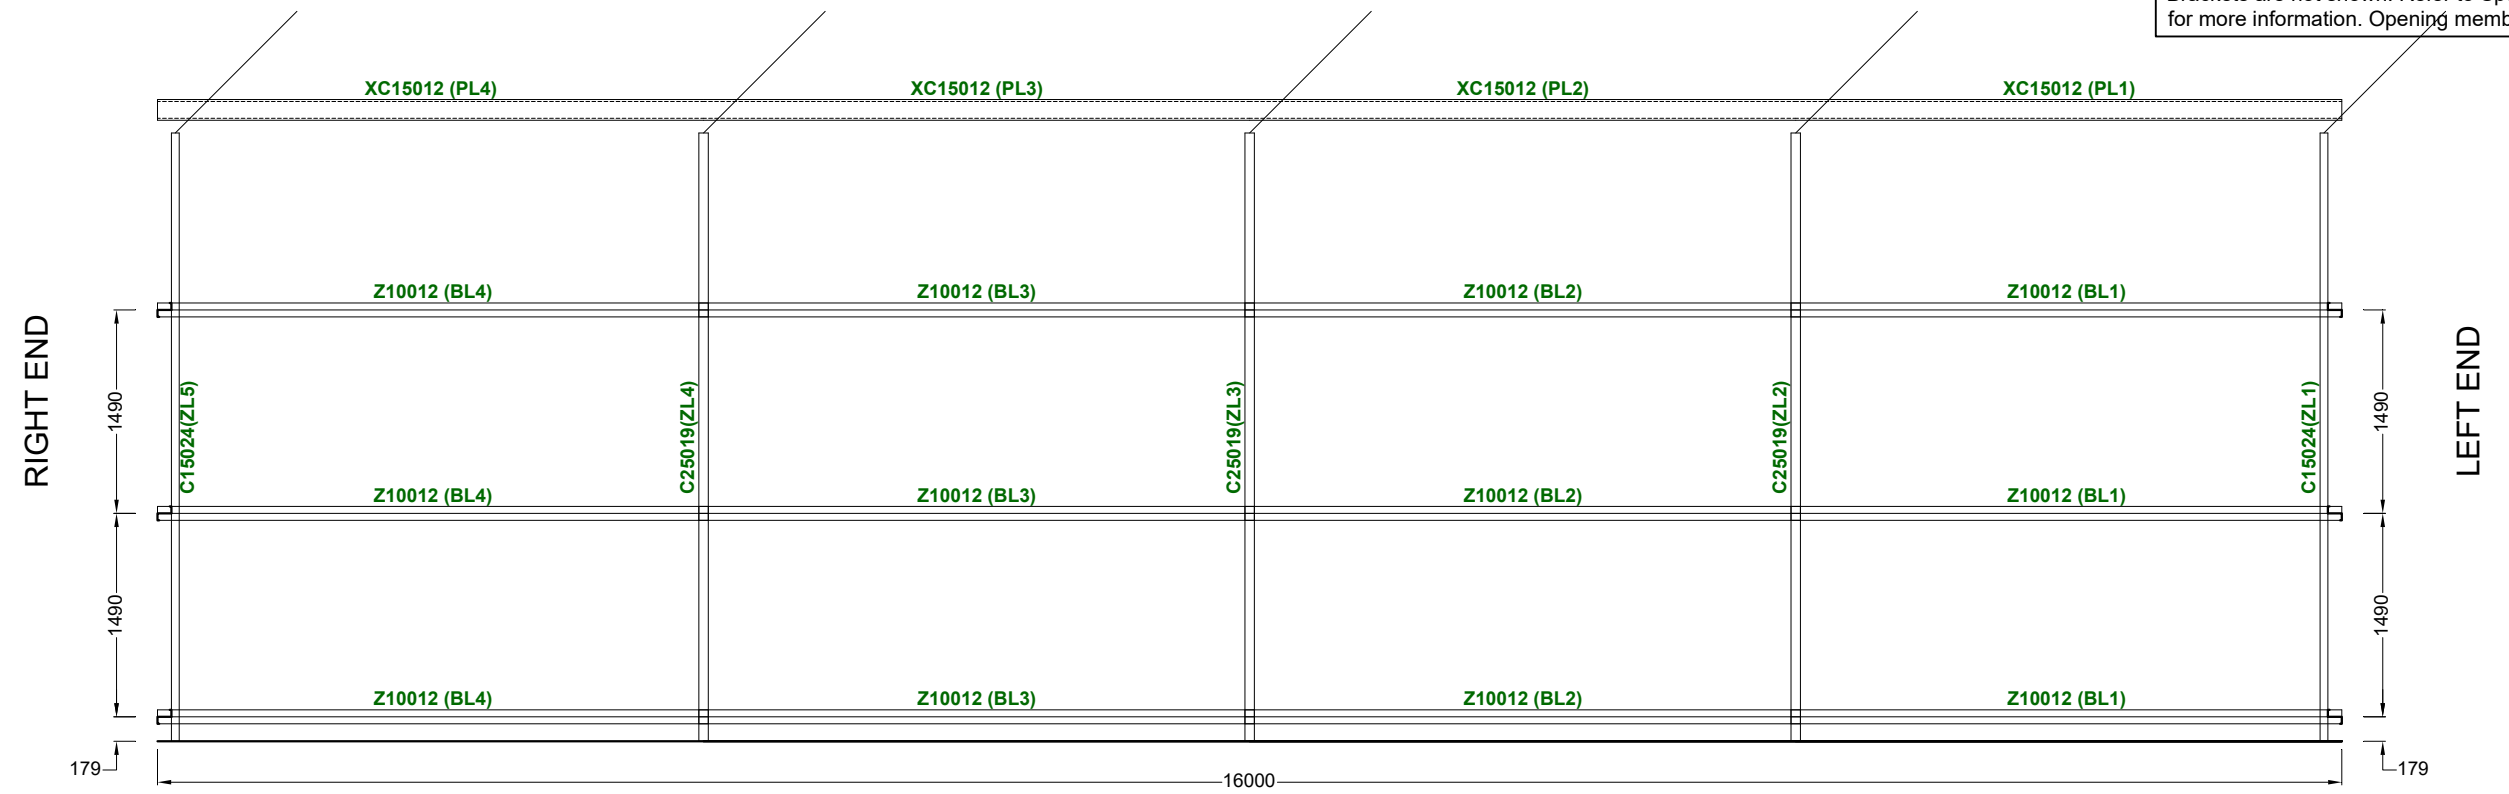 for more information. Opening
XC15012 (PL4)
XC15012 (PL3)
XC15012 (PL2)
XC15012 (PL1)
Z10012 (BL4)
Z10012 (BL3)
Z10012 (BL2)
Z10012 (BL1)
RIGHT END
1490
C15024(ZL5)
C25019(ZL4)
C25019(ZL3)
C25019(ZL2)
C15024(ZL1)
1490
LEFT END
Z10012 (BL4)
Z10012 (BL3)
Z10012 (BL2)
Z10012 (BL1)
1490
1490
Z10012 (BL4)
Z10012 (BL3)
Z10012 (BL2)
Z10012 (BL1)
179
16000
179